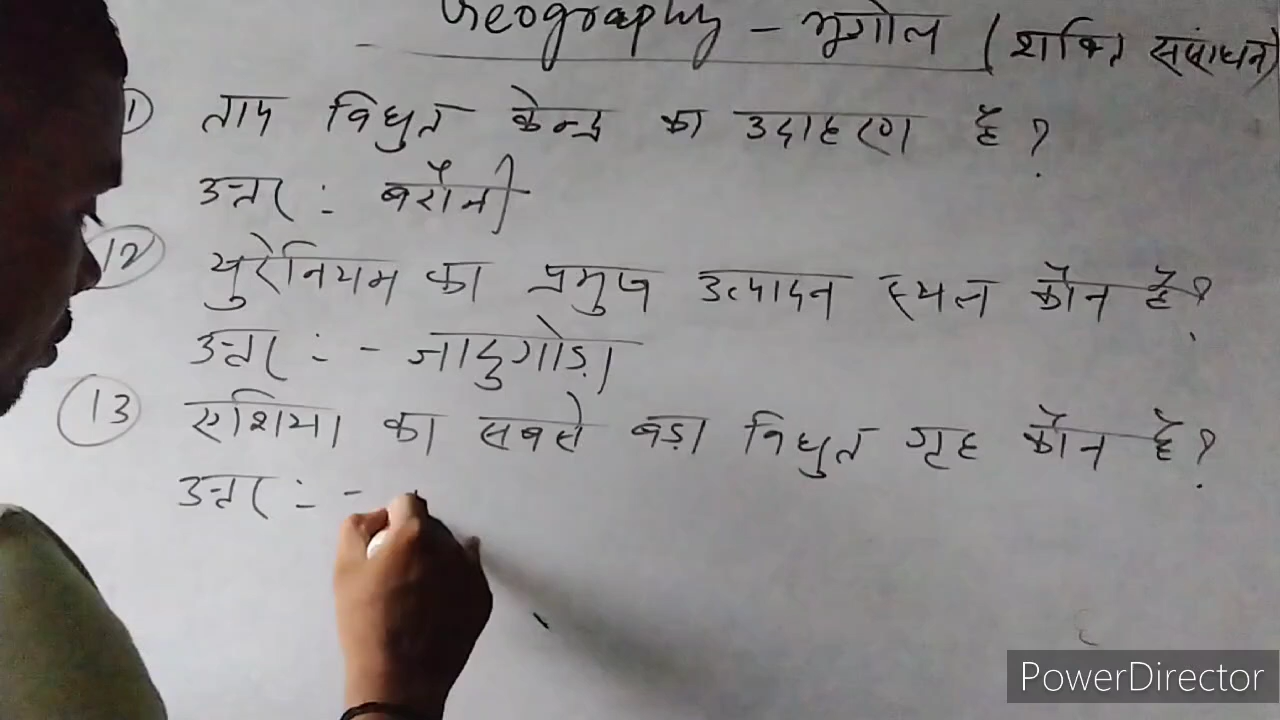 Geography - भूगोल (शक्ति संसाधन)
11) ताप विधुत केन्द्र का उदाहरण है ?
उत्तर : बरौनी
12 युरेनियम का प्रमुख उत्पादन स्थल कौन है ?
उत्तर :- जादुगोड़ा
13 एशिया का सबसे बड़ा विधुत गृह कौन है ?
उत्तर :-
PowerDirector